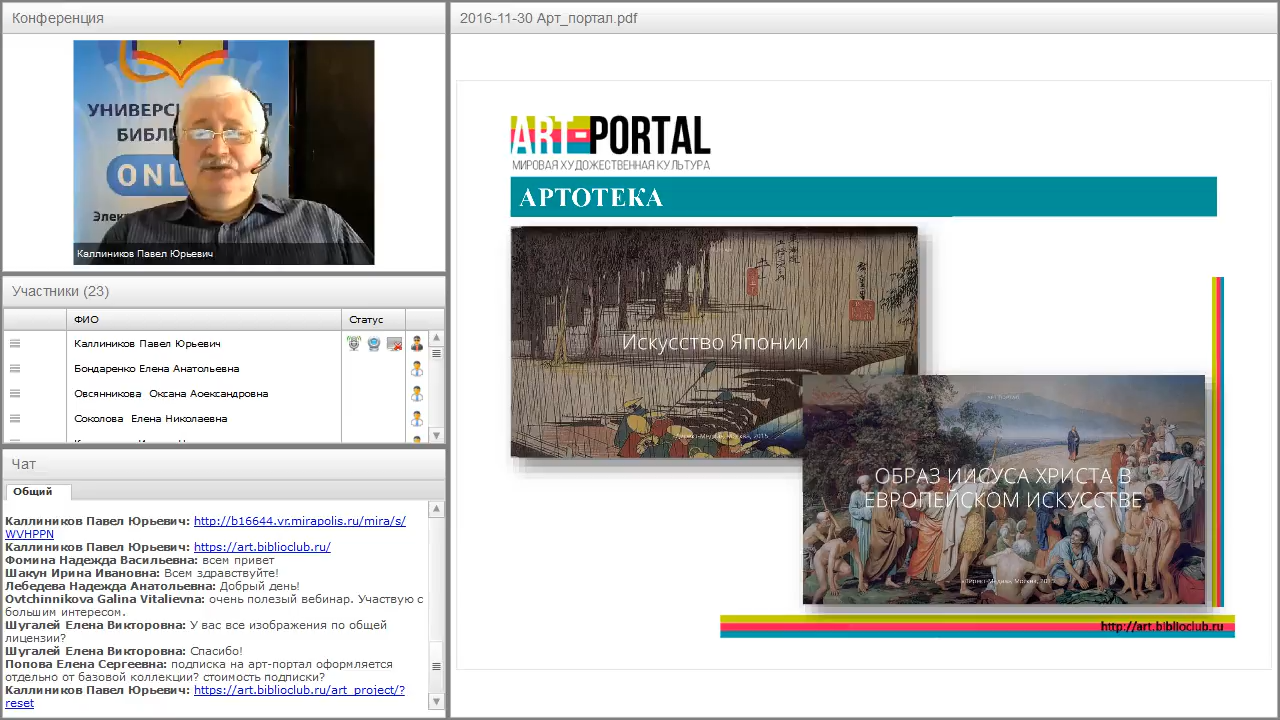 Конференция
УНИВЕРС
БИБЛ
ONL
Каллиников Павел Юрьевич
Участники (23)
ФИО
Статус
Каллиников Павел Юрьевич
Бондаренко Елена Анатольевна
Овсянникова Оксана Аоександровна
Соколова Елена Николаевна
Чат
Общий
Каллиников Павел Юрьевич: http://b16644.vr.mirapolis.ru/mira/s/
WVHPPN
Каллиников Павел Юрьевич: https://art.biblioclub.ru/
Фомина Надежда Васильевна: всем привет
Шакун Ирина Ивановна: Всем здравствуйте!
Лебедева Надежда Анатольевна: Добрый день!
Ovtchinnikova Galina Vitalievna: очень полезый вебинар. Участвую с
большим интересом.
Шугалей Елена Викторовна: У вас все изображения по общей
лицензии?
Шугалей Елена Викторовна: Спасибо!
Попова Елена Сергеевна: подписка на арт-портал оформляется
отдельно от базовой коллекции? стоимость подписки?
Каллиников Павел Юрьевич: https://art.biblioclub.ru/art_project/?
reset
2016-11-30 Арт_портал.pdf
ART-PORTAL
МИРОВАЯ ХУДОЖЕСТВЕННАЯ КУЛЬТУРА
АРТОТЕКА
Искусство Японии
ОБРАЗ ИИСУСА ХРИСТА В
ЕВРОПЕЙСКОМ ИСКУССТВЕ
http://art.biblioclub.ru